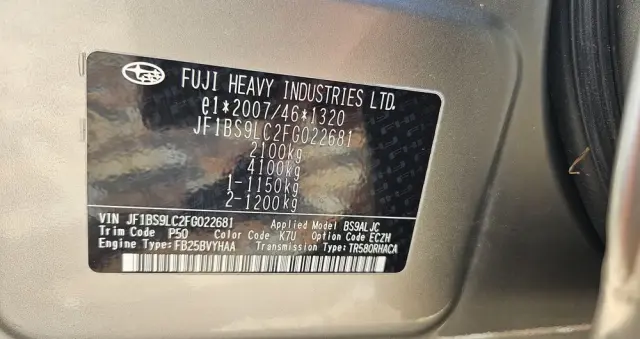 FUJI HEAVY INDUSTRIES LTD.
e1*2007/46*1320
JF1BS9LC2FG022681
2100kg
4100kg
1-1150kg
2-1200kg
VIN JF1BS9LC2FG022681 Applied Model BS9ALJC
Trim Code P50 Color Code K7U Option Code ECZH
Engine Type:FB25BVYHAA Transmission Type:TR580RHACA